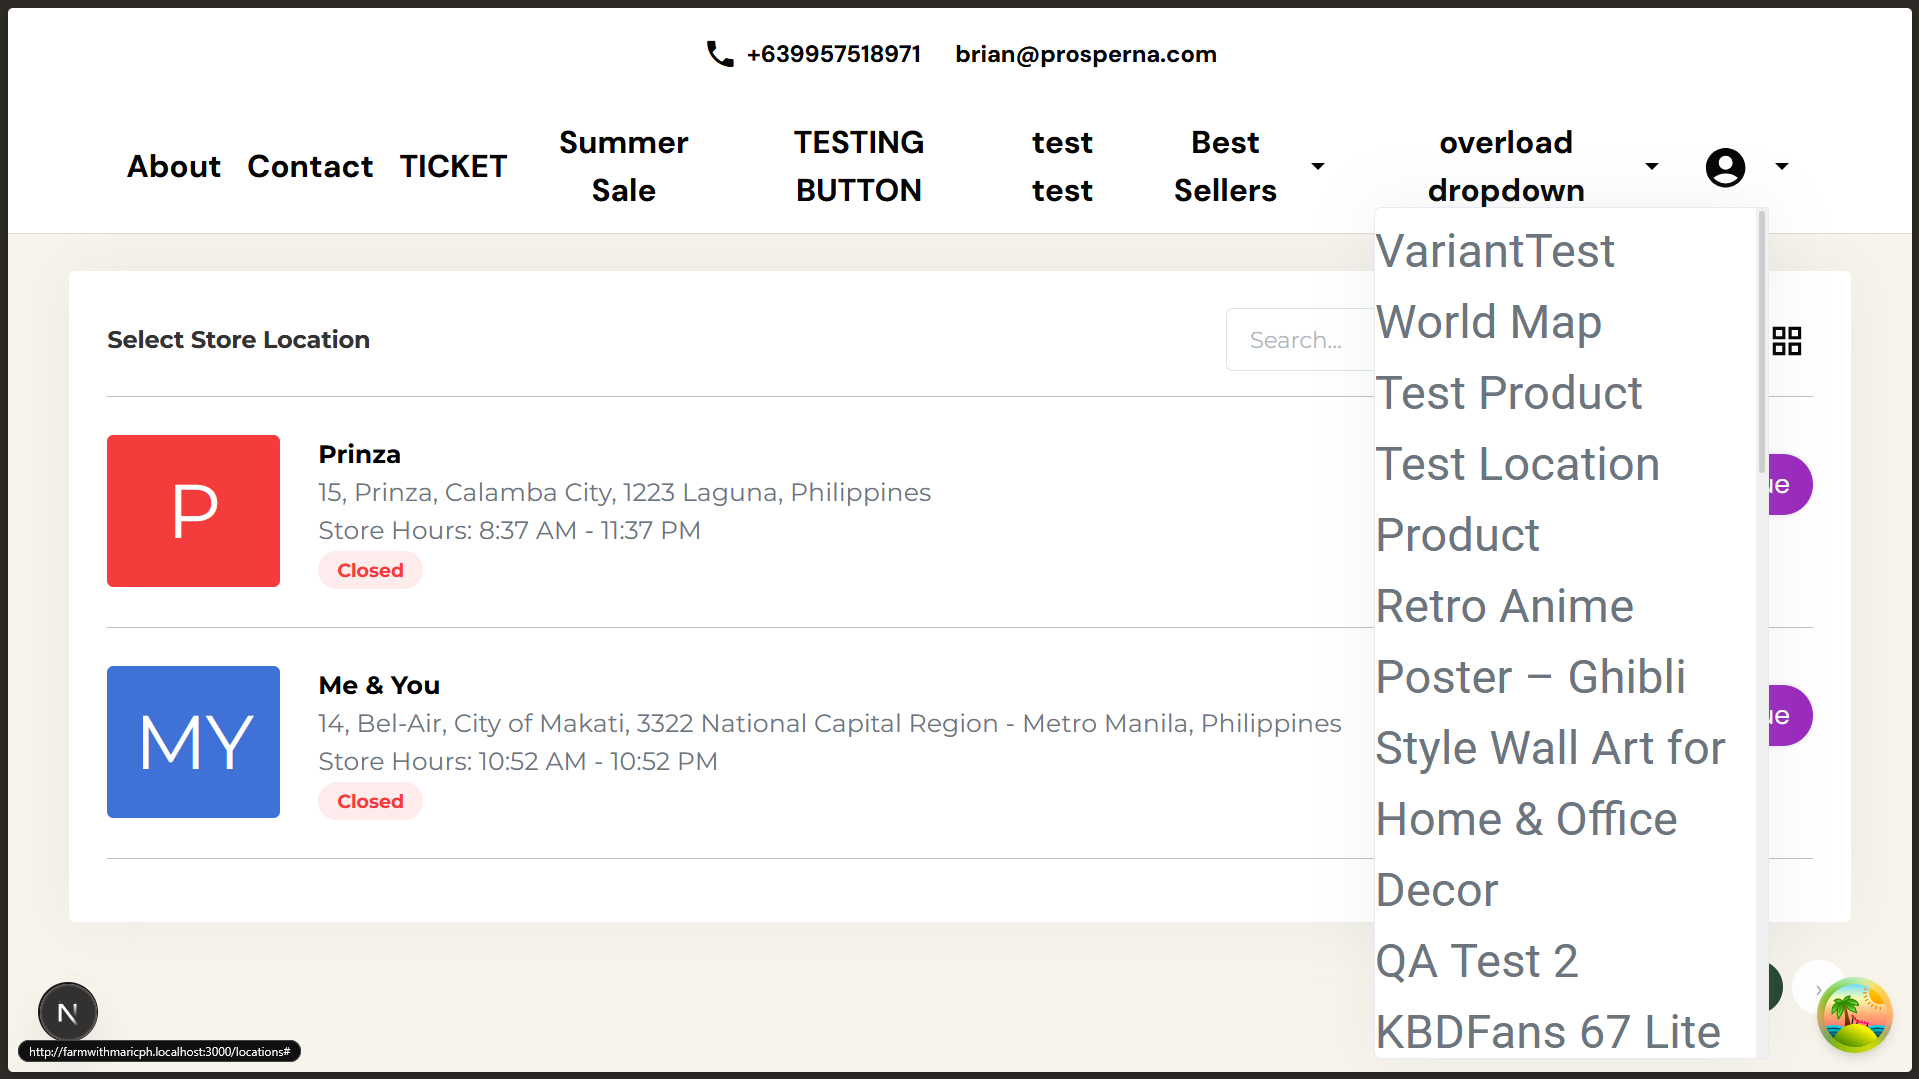 +639957518971 brian@prosperna.com
About Contact TICKET Summer Sale TESTING BUTTON test test Best Sellers overload dropdown
VariantTest
World Map
Test Product
Test Location
Product
Retro Anime
Poster – Ghibli
Style Wall Art for
Home & Office
Decor
QA Test 2
KBDFans 67 Lite
Select Store Location
Search...
P
Prinza
15, Prinza, Calamba City, 1223 Laguna, Philippines
Store Hours: 8:37 AM - 11:37 PM
Closed
MY
Me & You
14, Bel-Air, City of Makati, 3322 National Capital Region - Metro Manila, Philippines
Store Hours: 10:52 AM - 10:52 PM
Closed
N
http://farmwithmaricph.localhost:3000/locations#